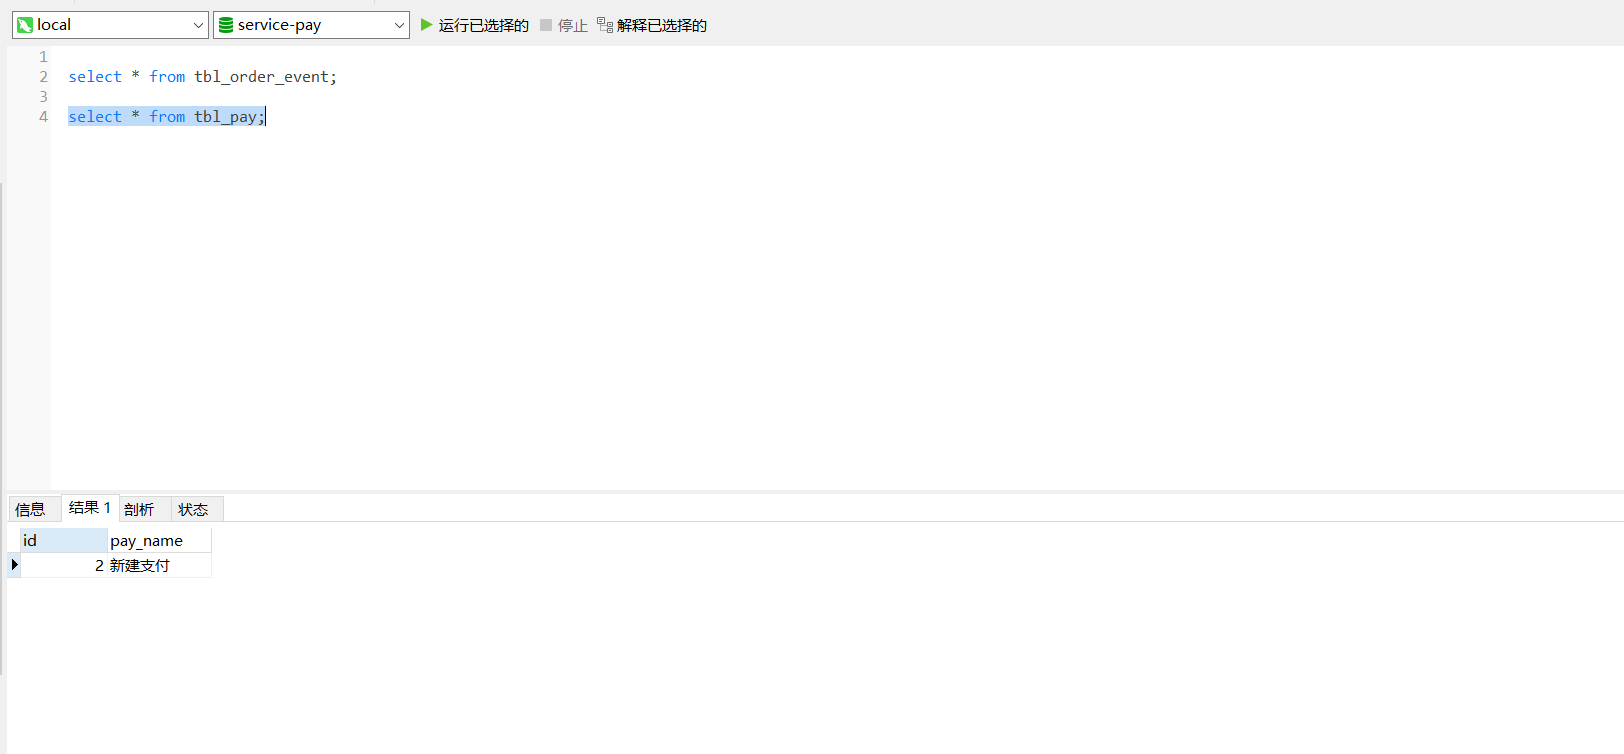 local service-pay 运行已选择的 停止 解释已选择的
1
2 select * from tbl_order_event;
3
4 select * from tbl_pay;
信息 结果 1 剖析 状态
id pay_name
2 新建支付